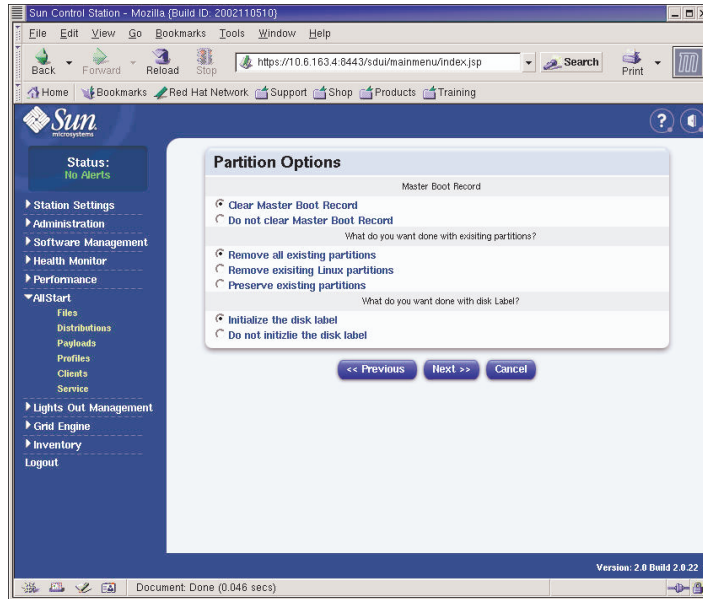 Sun Control Station - Mozilla {Build ID: 2002110510}
File Edit View Go Bookmarks Tools Window Help
Back Forward Reload Stop https://10.6.163.4:6443/sdui/mainmenu/index.jsp Search Print
Home Bookmarks Red Hat Network Support Shop Products Training
Sun
microsystems
Status:
No Alerts
Station Settings
Administration
Software Management
Health Monitor
Performance
AllStart
Files
Distributions
Payloads
Profiles
Clients
Service
Lights Out Management
Grid Engine
Inventory
Logout
Partition Options
Master Boot Record
Clear Master Boot Record
Do not clear Master Boot Record
What do you want done with exisiting partitions?
Remove all existing partitions
Remove exisiting Linux partitions
Preserve existing partitions
What do you want done with disk Label?
Initialize the disk label
Do not initizlie the disk label
<< Previous Next >> Cancel
Version: 2.0 Build 2.0.22
Document: Done (0.046 secs)